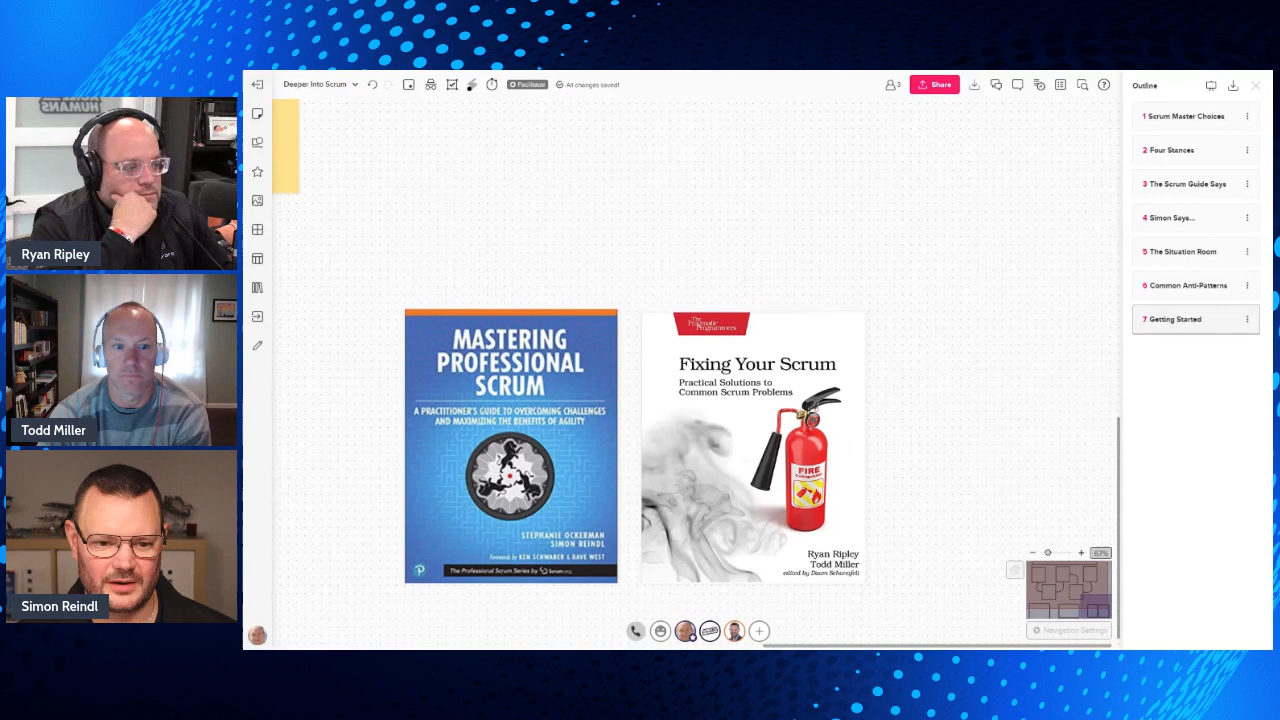 HUMANS
Ryan Ripley
Todd Miller
Simon Reindl
Deeper Into Scrum
Facilitator
All changes saved!
3
Share
Outline
1 Scrum Master Choices
2 Four Stances
3 The Scrum Guide Says
4 Simon Says...
5 The Situation Room
6 Common Anti-Patterns
7 Getting Started
MASTERING
PROFESSIONAL
SCRUM
A PRACTITIONER'S GUIDE TO OVERCOMING CHALLENGES
AND MAXIMIZING THE BENEFITS OF AGILITY
STEPHANIE OCKERMAN
SIMON REINDL
Forewords by KEN SCHWABER & DAVE WEST
P
The Professional Scrum Series by Scrum.org
The
Pragmatic
Programmers
Fixing Your Scrum
Practical Solutions to
Common Scrum Problems
FIRE
Ryan Ripley
Todd Miller
edited by Dawn Schanafelt
67%
Navigation Settings